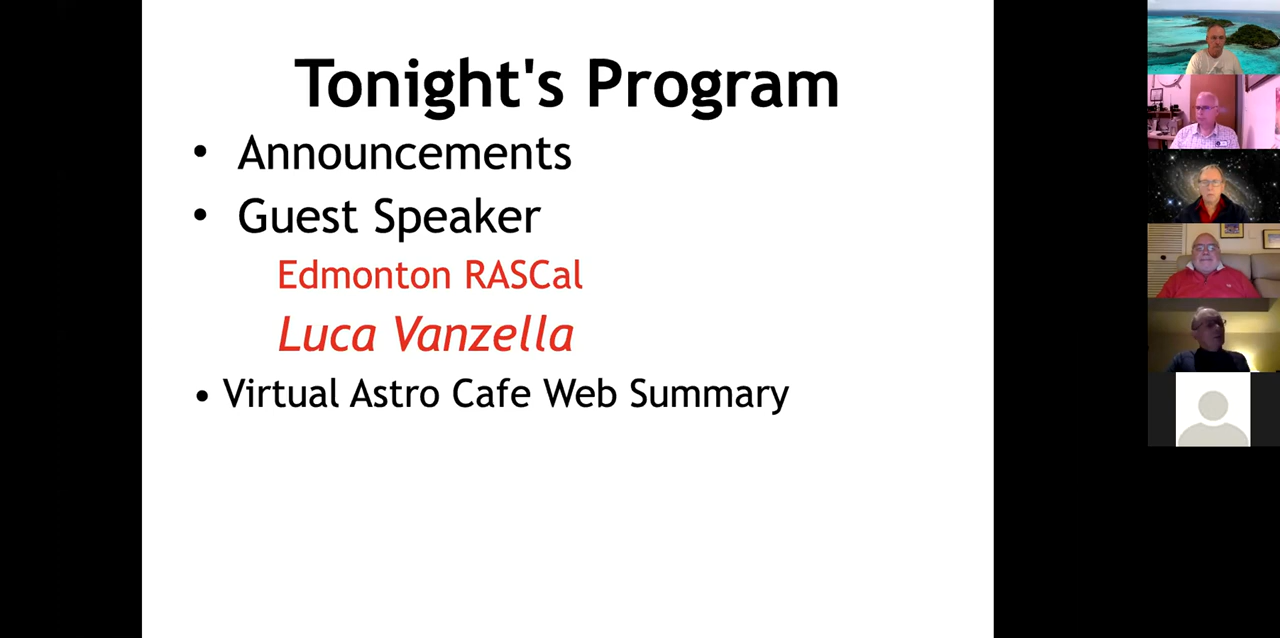 Tonight's Program
• Announcements
• Guest Speaker
Edmonton RASCal
Luca Vanzella
• Virtual Astro Cafe Web Summary